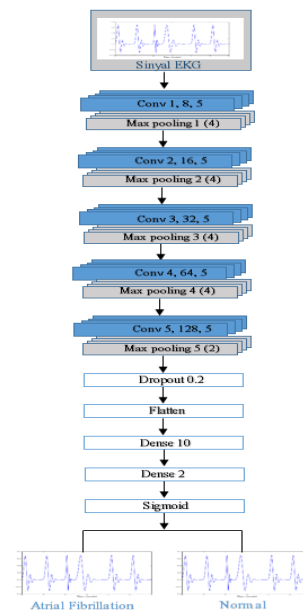 Sinyal EKG
Conv 1, 8, 5
Max pooling 1 (4)
Conv 2, 16, 5
Max pooling 2 (4)
Conv 3, 32, 5
Max pooling 3 (4)
Conv 4, 64, 5
Max pooling 4 (4)
Conv 5, 128, 5
Max pooling 5 (2)
Dropout 0.2
Flatten
Dense 10
Dense 2
Sigmoid
Atrial Fibrillation
Normal